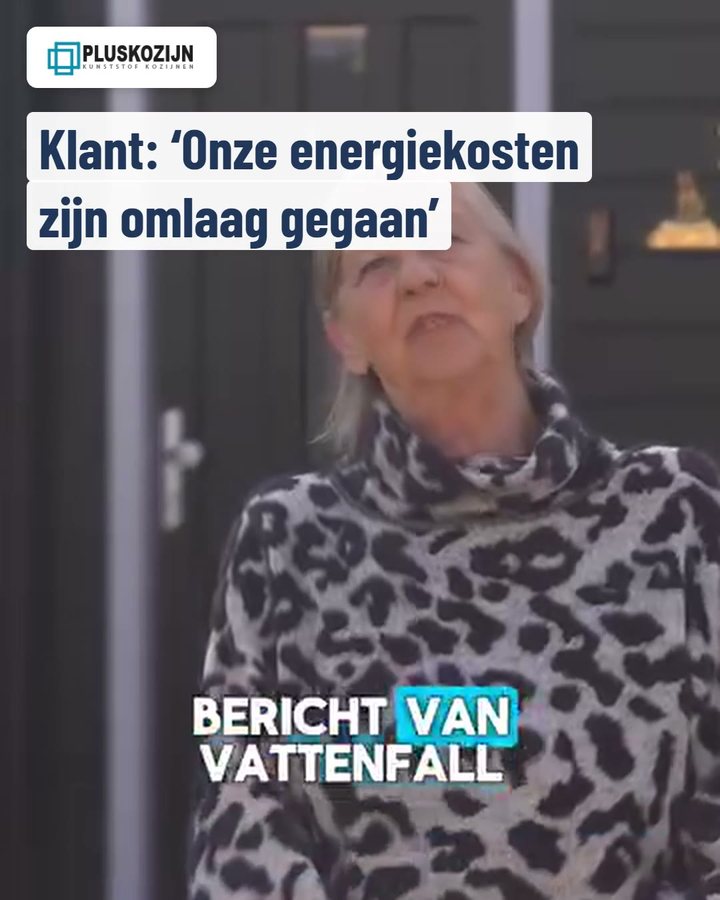 PLUSKOZIJN
KUNSTSTOF KOZIJNEN
Klant: ‘Onze energiekosten
zijn omlaag gegaan’
BERICHT VAN
VATTENFALL